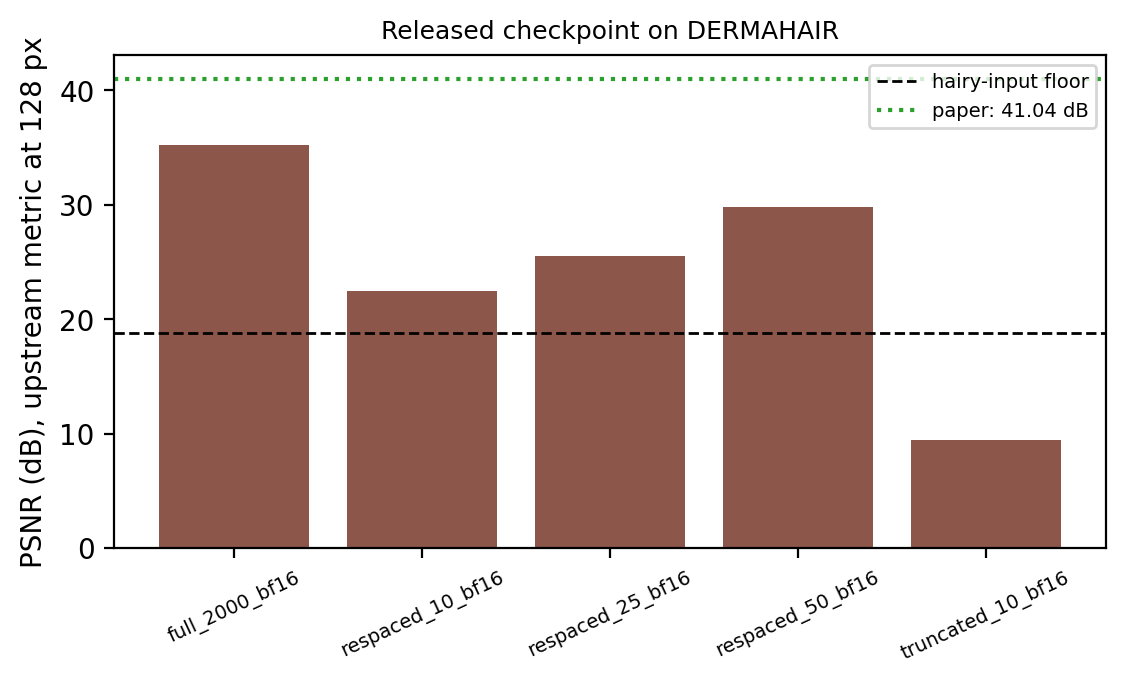 Released checkpoint on DERMAHAIR
PSNR (dB), upstream metric at 128 px
40
30
20
10
0
hairy-input floor
paper: 41.04 dB
full_2000_bf16
respaced_10_bf16
respaced_25_bf16
respaced_50_bf16
truncated_10_bf16